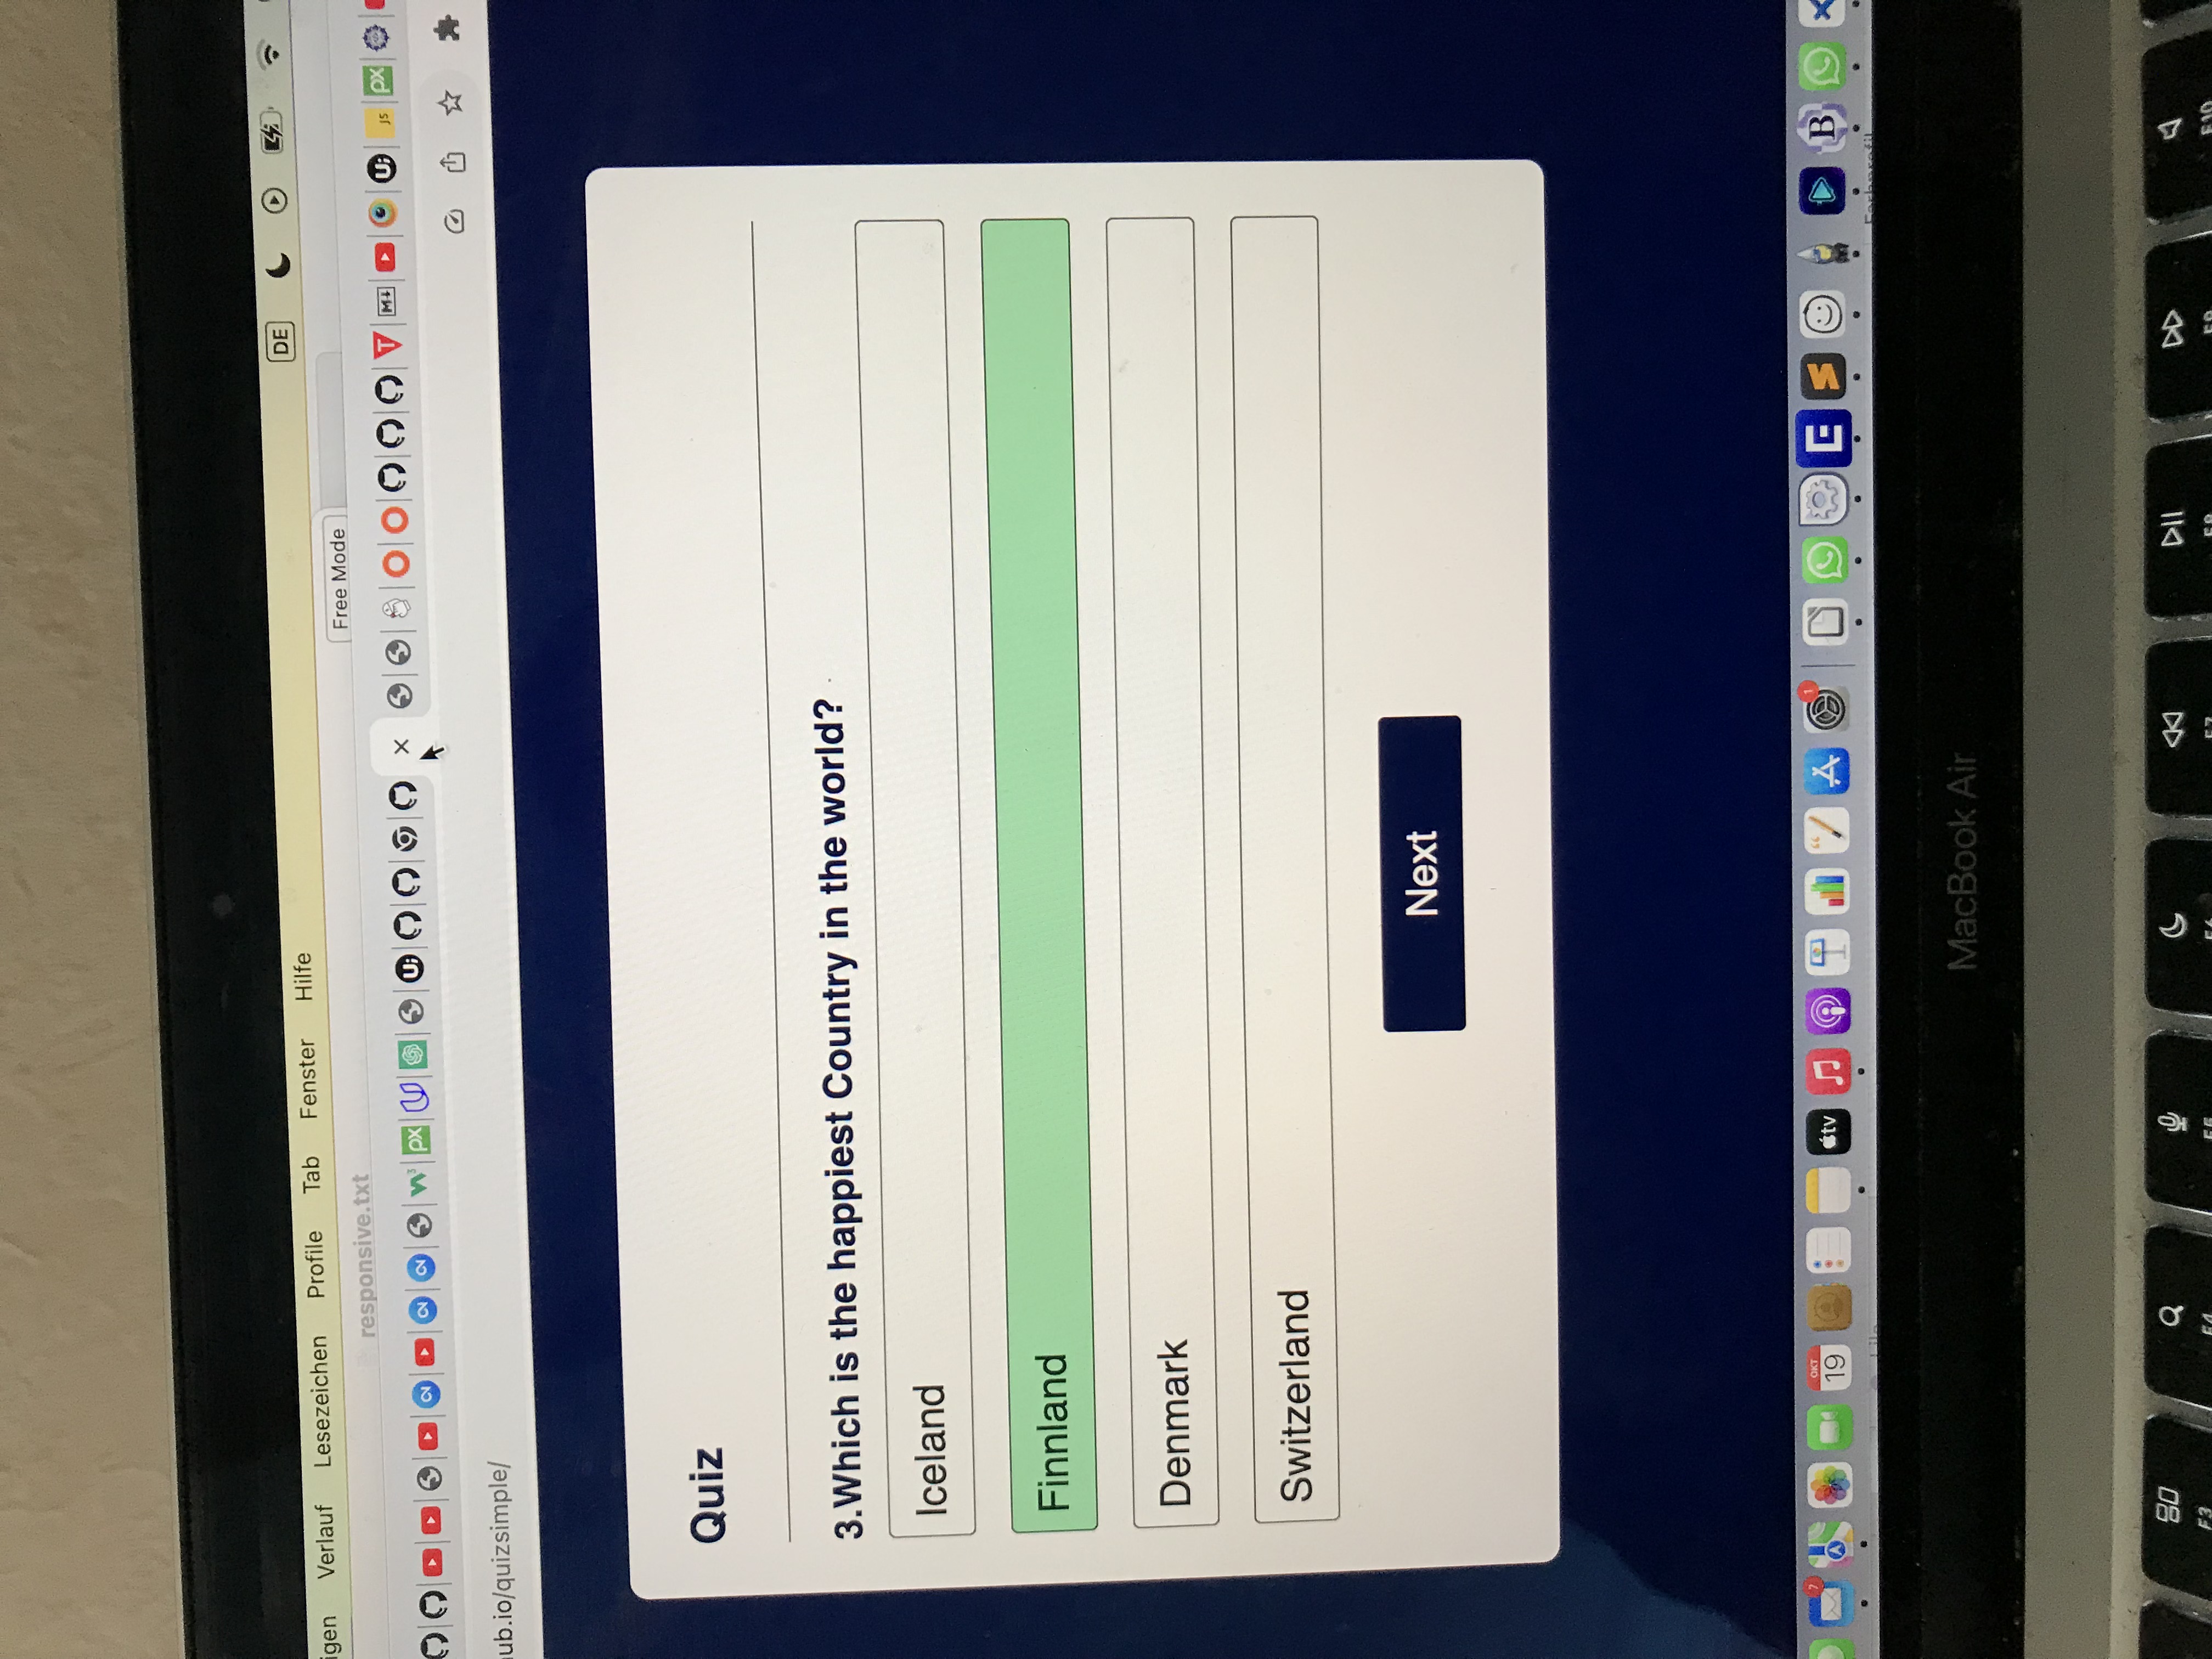 igen Verlauf Lesezeichen Profile Tab Fenster Hilfe DE
responsive.txt Free Mode
ub.io/quizsimple/
Quiz
3.Which is the happiest Country in the world?
Iceland
Finnland
Denmark
Switzerland
Next
7 OKT 19 tv 1 E S B
MacBook Air
F3 F4 F5 F6 F7 F8 F9 F10